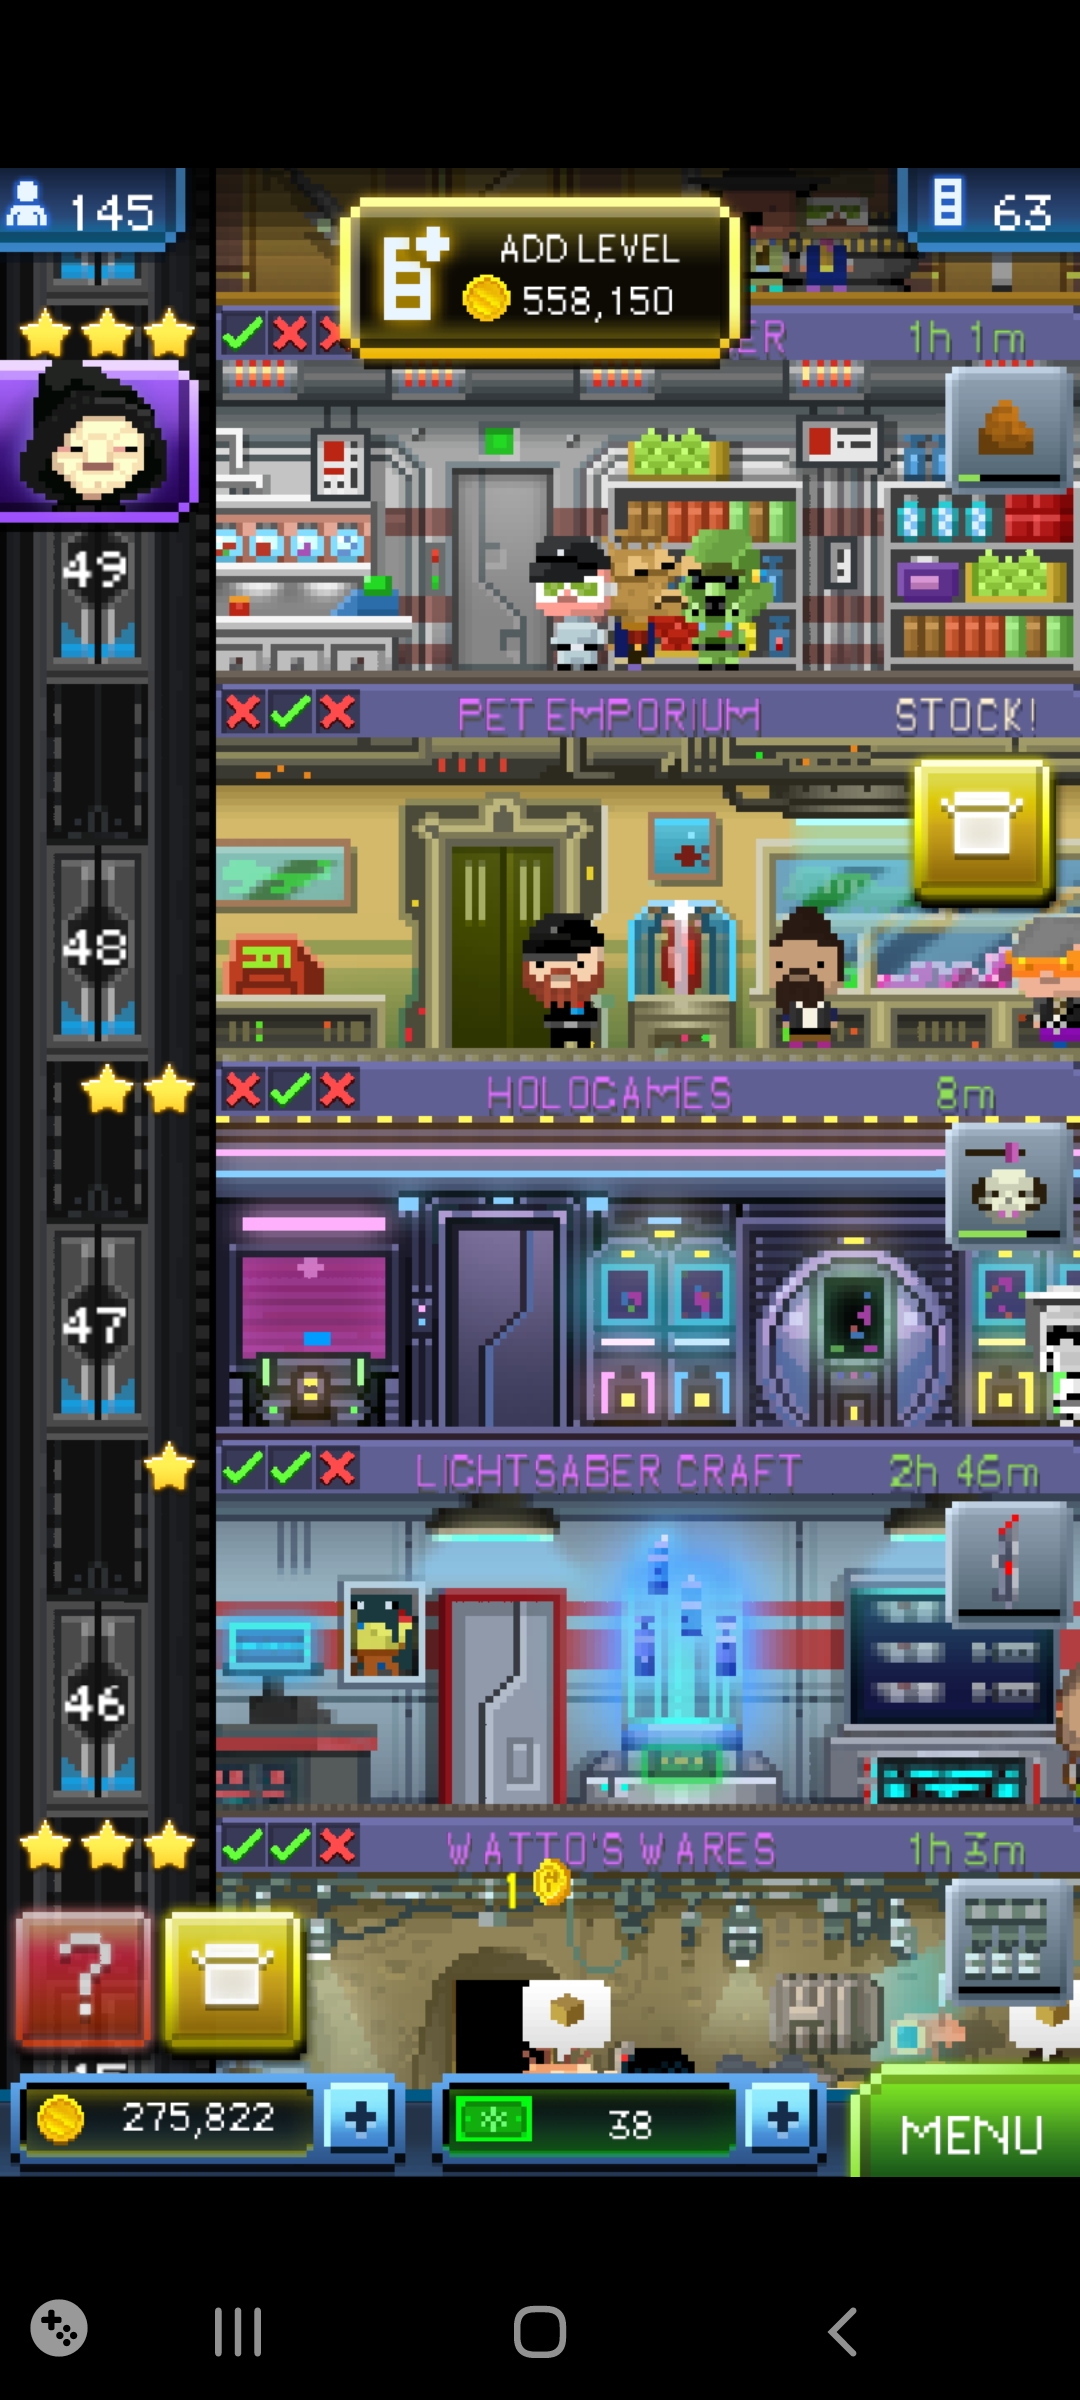 145
ADD LEVEL
558,150
63
ER
1h 1m
49
PET EMPORIUM
STOCK!
48
HOLOGAMES
8m
47
LIGHTSABER CRAFT
2h 46m
46
WATTO'S WARES
1h 3m
1
?
275,822
+
38
+
MENU